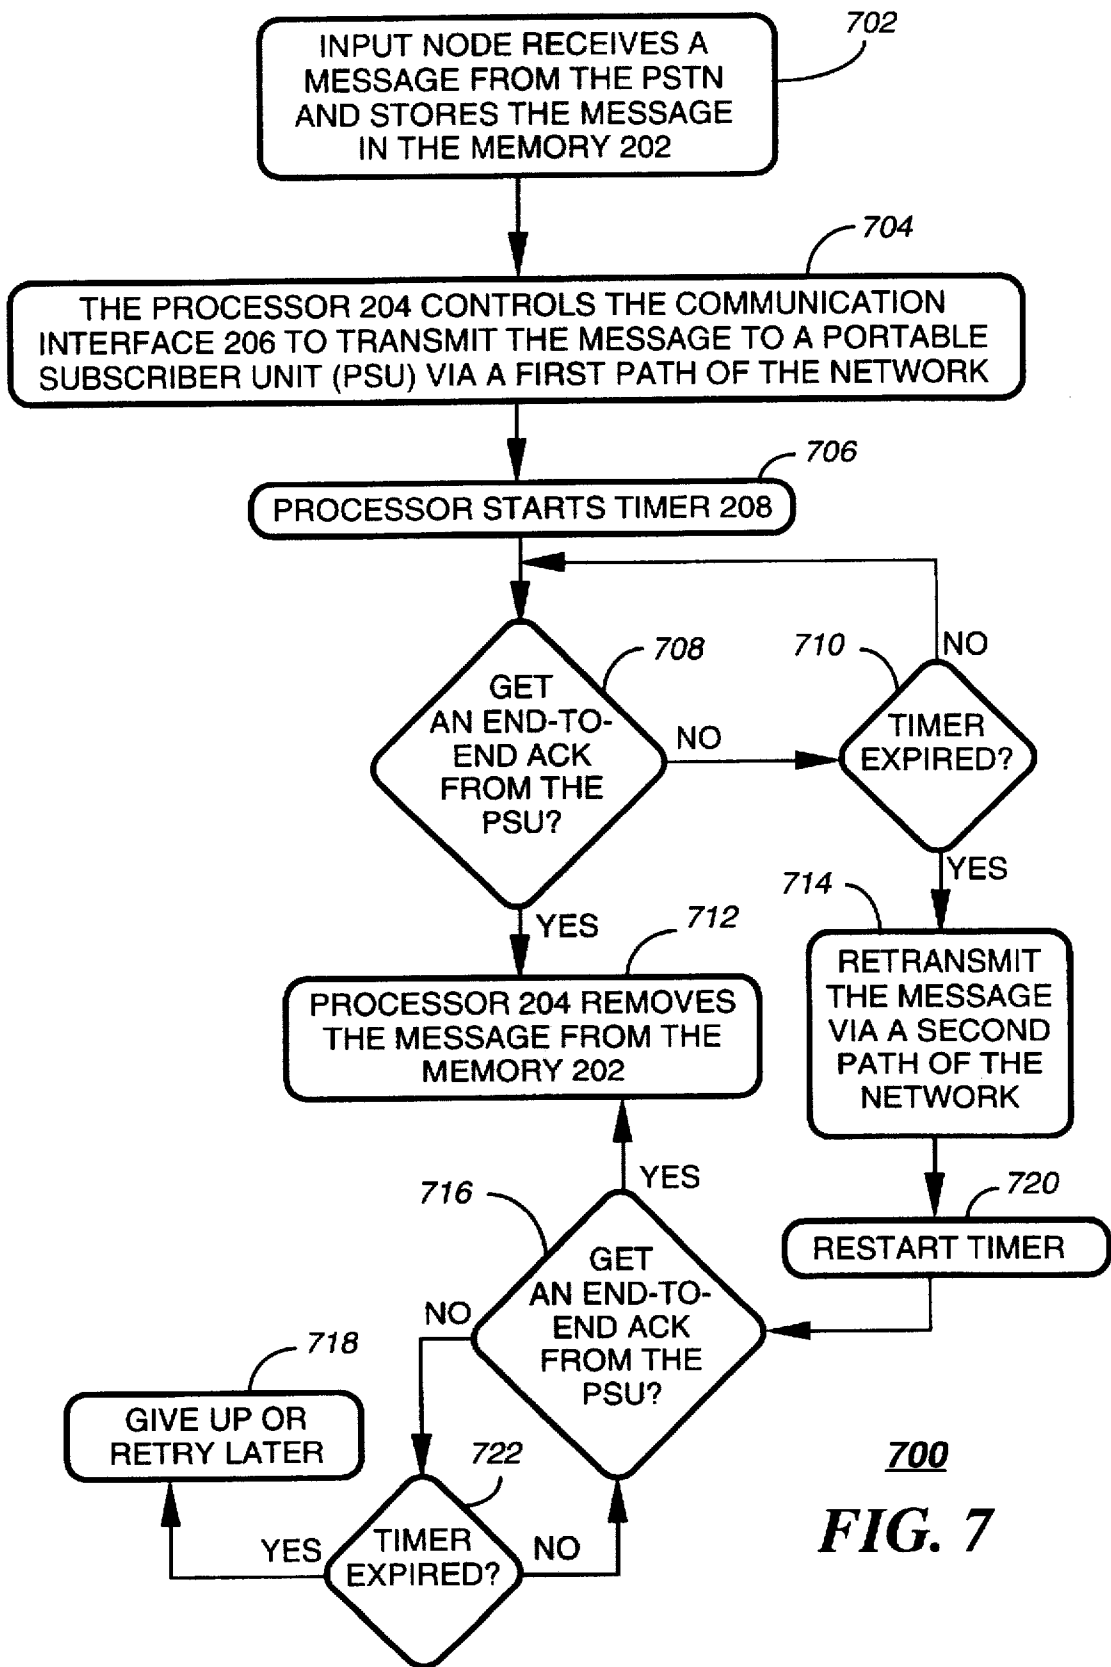 702
INPUT NODE RECEIVES A
MESSAGE FROM THE PSTN
AND STORES THE MESSAGE
IN THE MEMORY 202
704
THE PROCESSOR 204 CONTROLS THE COMMUNICATION
INTERFACE 206 TO TRANSMIT THE MESSAGE TO A PORTABLE
SUBSCRIBER UNIT (PSU) VIA A FIRST PATH OF THE NETWORK
706
PROCESSOR STARTS TIMER 208
708
GET
AN END-TO-
END ACK
FROM THE
PSU?
NO
710
NO
TIMER
EXPIRED?
YES
YES
712
PROCESSOR 204 REMOVES
THE MESSAGE FROM THE
MEMORY 202
714
RETRANSMIT
THE MESSAGE
VIA A SECOND
PATH OF THE
NETWORK
720
RESTART TIMER
716
YES
GET
AN END-TO-
END ACK
FROM THE
PSU?
NO
718
GIVE UP OR
RETRY LATER
722
TIMER
EXPIRED?
YES
NO
700
FIG. 7